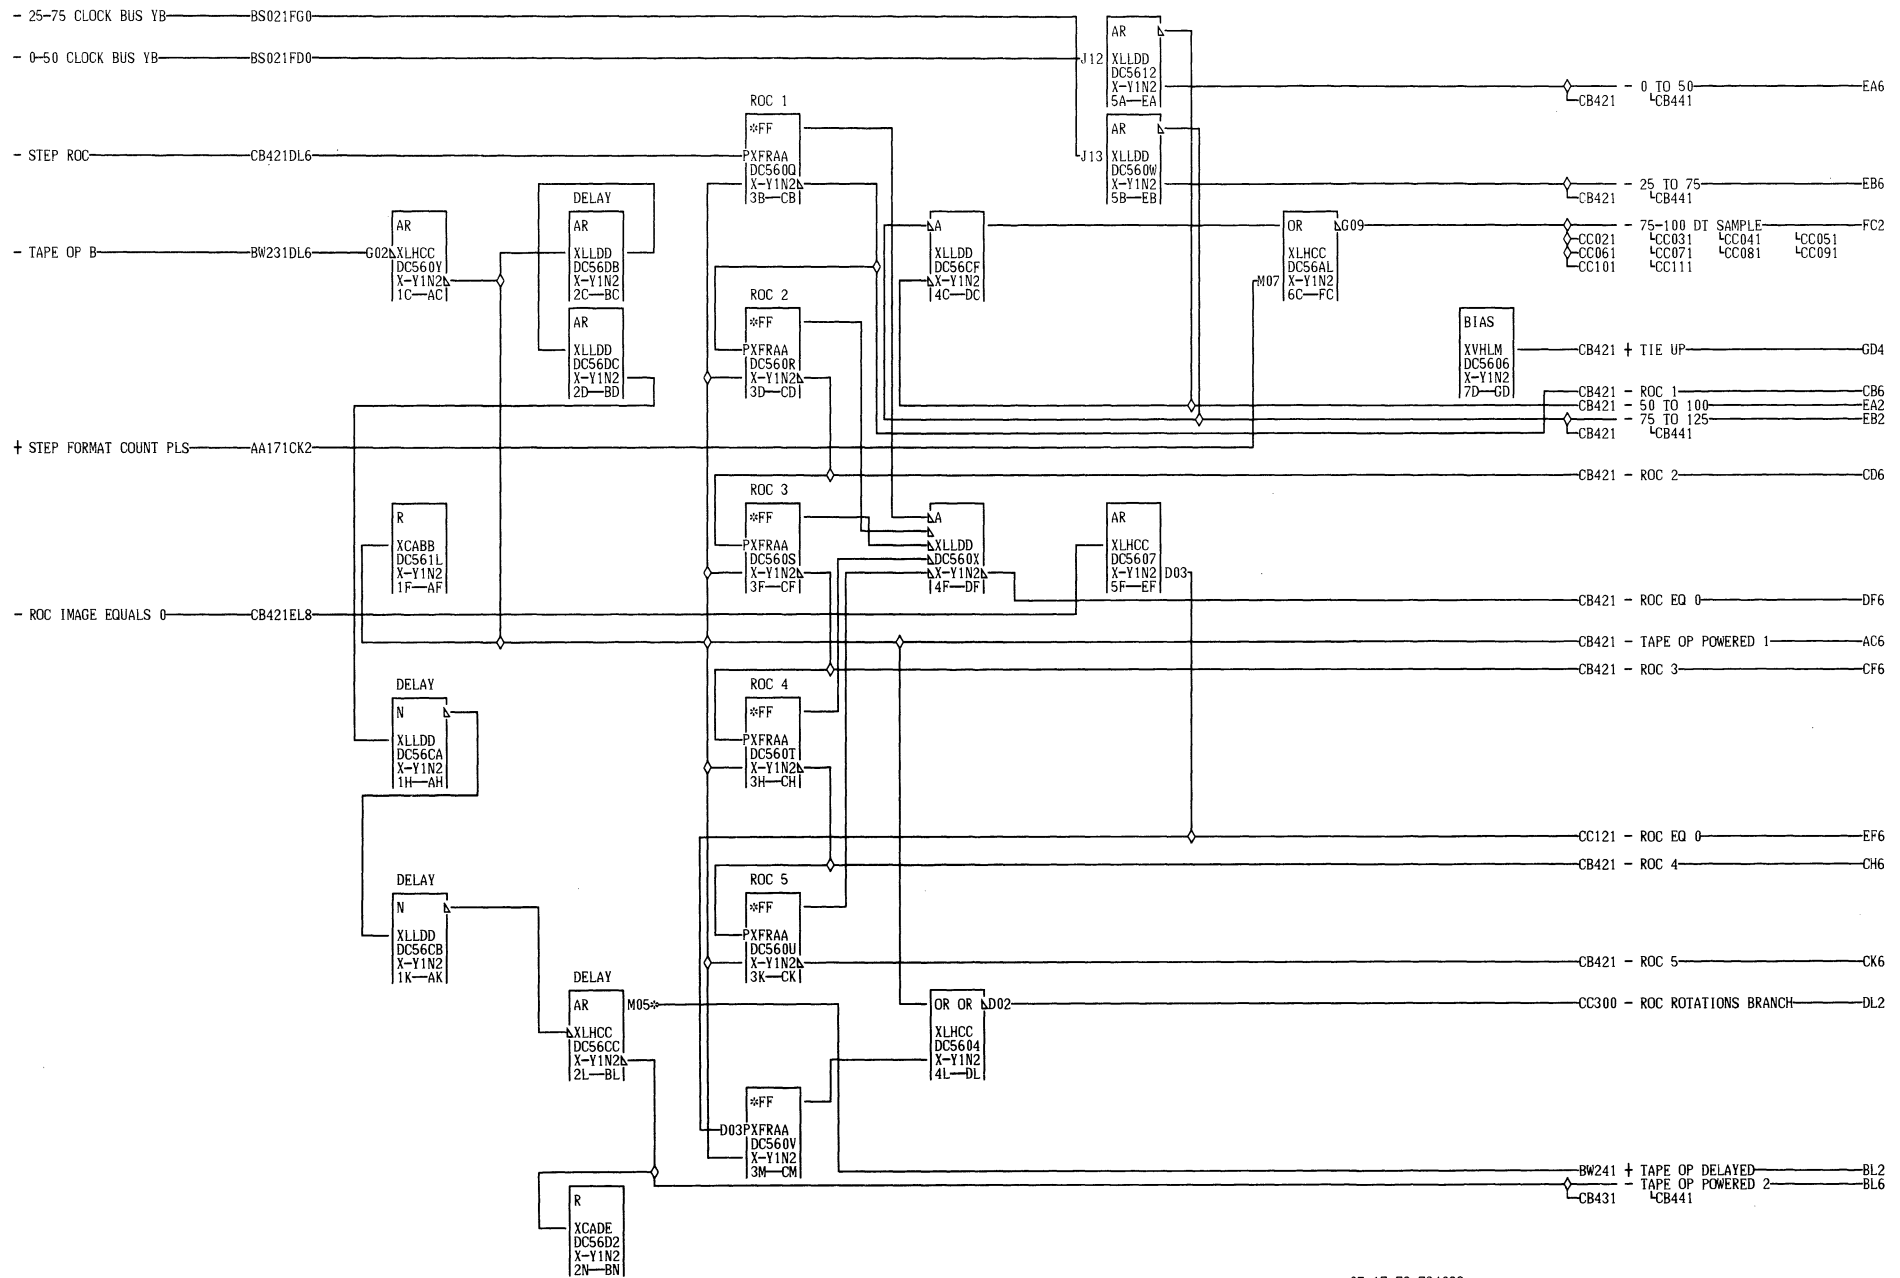 - 25-75 CLOCK BUS YB BS021FG0
- 0-50 CLOCK BUS YB BS021FD0
AR
J12 XLLDD
DC5612
X-Y1N2
5A EA
- 0 TO 50 EA6
CB421 CB441
ROC 1
*FF
- STEP ROC CB421DL6
PXFRAA
DC560Q
X-Y1N2
3B CB
AR
J13 XLLDD
DC560W
X-Y1N2
5B EB
- 25 TO 75 EB6
CB421 CB441
- TAPE OP B BW231DL6 G02
AR
XLHCC
DC560Y
X-Y1N2
1C AC
DELAY
AR
XLLDD
DC56DB
X-Y1N2
2C BC
A
XLLDD
DC56CF
X-Y1N2
4C DC
OR G09
XLHCC
DC56AL
M07 X-Y1N2
6C FC
- 75-100 DT SAMPLE FC2
CC021 CC031 CC041 CC051
CC061 CC071 CC081 CC091
CC101 CC111
AR
XLLDD
DC56DC
X-Y1N2
2D BD
ROC 2
*FF
PXFRAA
DC560R
X-Y1N2
3D CD
BIAS
XVHLM
DC5606
X-Y1N2
7D GD
CB421 + TIE UP GD4
CB421 - ROC 1 CB6
CB421 - 50 TO 100 EA2
- 75 TO 125 EB2
CB421 CB441
+ STEP FORMAT COUNT PLS AA171CK2
CB421 - ROC 2 CD6
R
XCABB
DC561L
X-Y1N2
1F AF
ROC 3
*FF
PXFRAA
DC560S
X-Y1N2
3F CF
A
XLLDD
DC560X
X-Y1N2
4F DF
AR
XLHCC
DC5607
X-Y1N2 D03
5F EF
CB421 - ROC EQ 0 DF6
- ROC IMAGE EQUALS 0 CB421EL8
CB421 - TAPE OP POWERED 1 AC6
CB421 - ROC 3 CF6
DELAY
N
XLLDD
DC56CA
X-Y1N2
1H AH
ROC 4
*FF
PXFRAA
DC560T
X-Y1N2
3H CH
CC121 - ROC EQ 0 EF6
CB421 - ROC 4 CH6
DELAY
N
XLLDD
DC56CB
X-Y1N2
1K AK
ROC 5
*FF
PXFRAA
DC560U
X-Y1N2
3K CK
CB421 - ROC 5 CK6
DELAY
AR M05*
XLHCC
DC56CC
X-Y1N2
2L BL
OR OR D02
XLHCC
DC5604
X-Y1N2
4L DL
CC300 - ROC ROTATIONS BRANCH DL2
*FF
D03PXFRAA
DC560V
X-Y1N2
3M CM
BW241 + TAPE OP DELAYED BL2
- TAPE OP POWERED 2 BL6
CB431 CB441
R
XCADE
DC56D2
X-Y1N2
2N BN